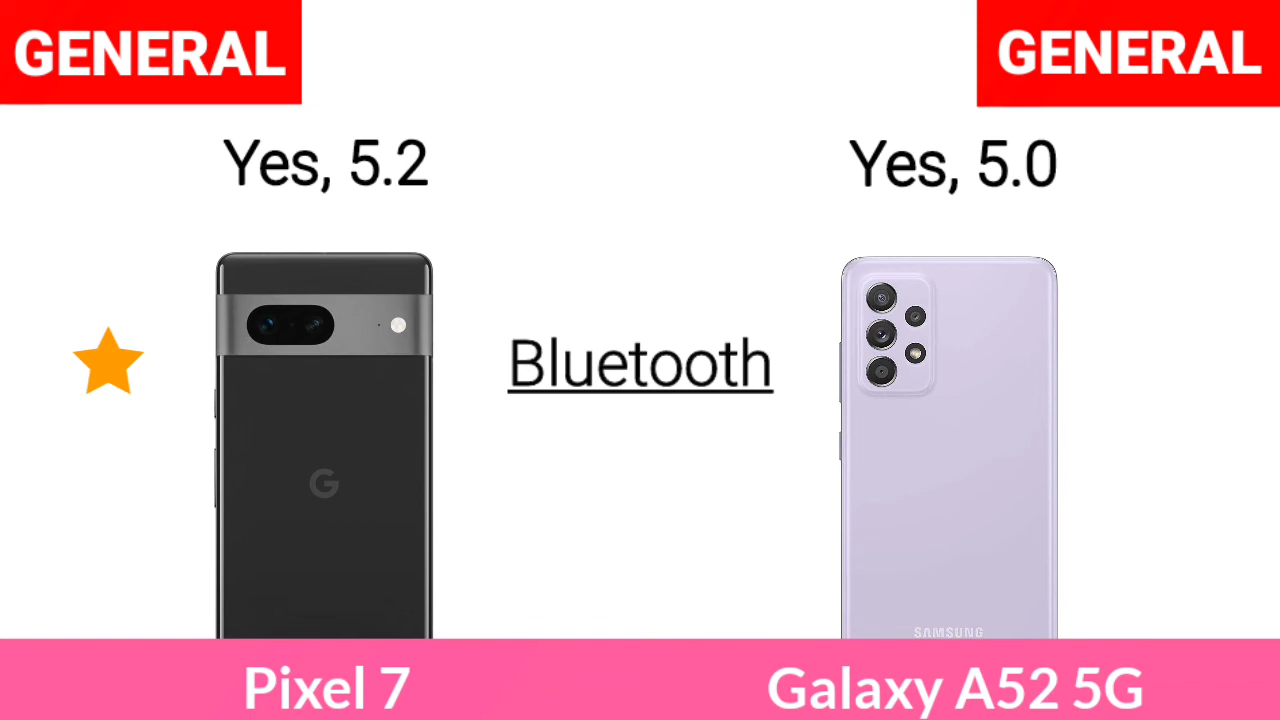 GENERAL
GENERAL
Yes, 5.2
Yes, 5.0
Bluetooth
G
SAMSUNG
Pixel 7
Galaxy A52 5G